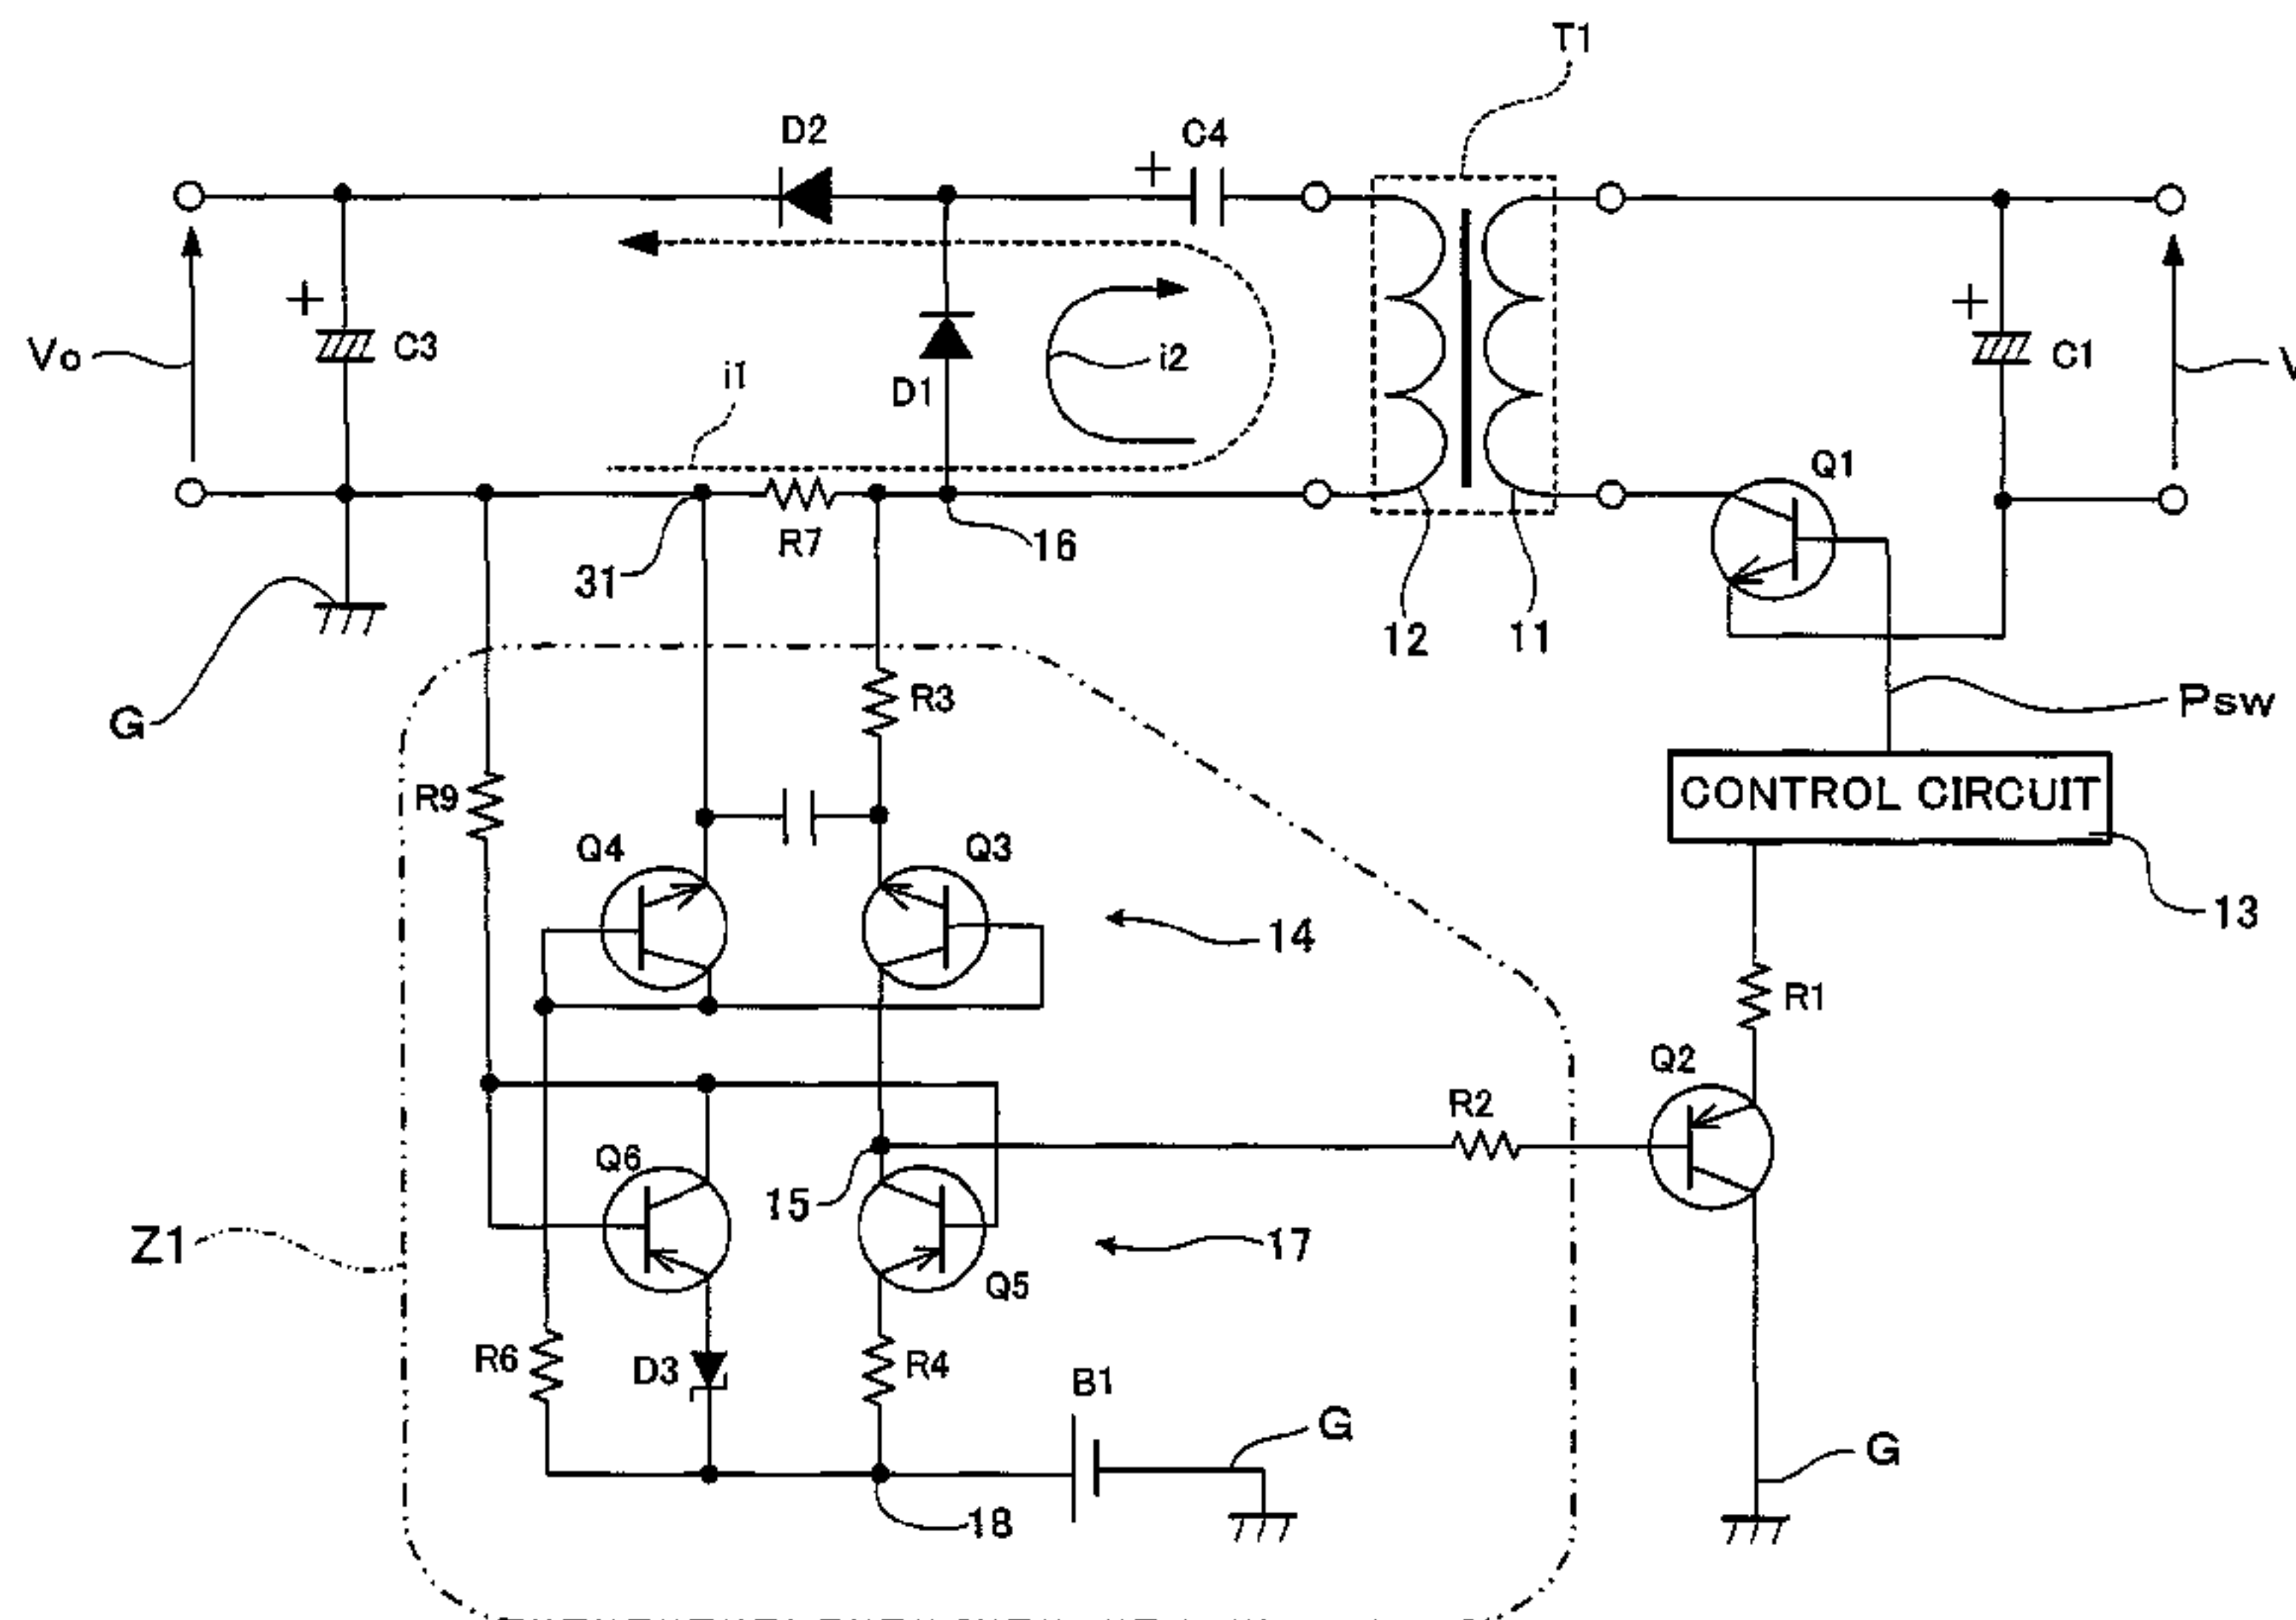 T1
D2
C4
+
+
+
Vo
C3
i1
D1
i2
C1
V
Q1
R7
16
31
12
11
G
R3
Psw
R9
CONTROL CIRCUIT
Q4
Q3
13
14
R1
Q2
R2
Q6
15
Z1
17
Q5
R6
D3
R4
B1
G
G
18